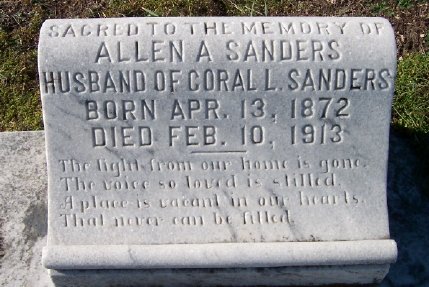 SACRED TO THE MEMORY OF
ALLEN A SANDERS
HUSBAND OF CORAL L. SANDERS
BORN APR. 13, 1872
DIED FEB. 10, 1913
The light from our home is gone.
The voice so loved is stilled.
A place is vacant in our hearts.
That never can be filled.